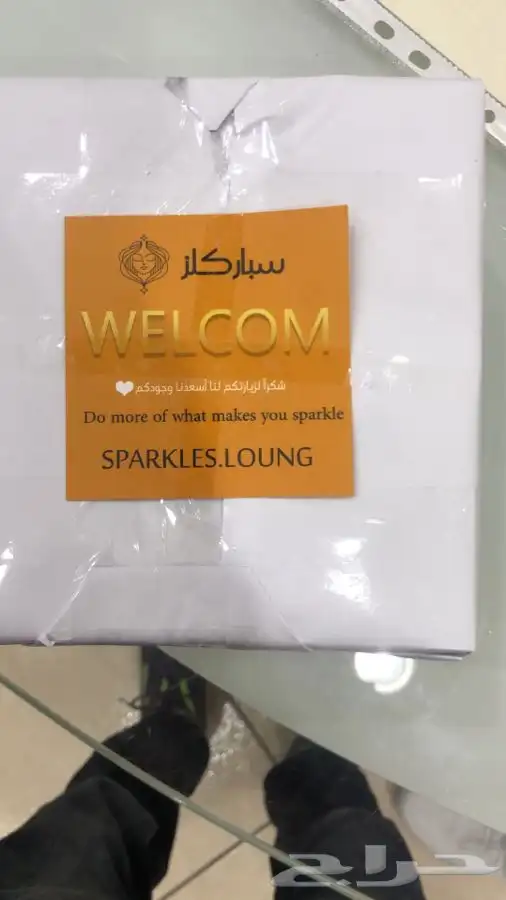 سباركلز
WELCOM
شكراً لزيارتكم لنا أسعدنا وجودكم
Do more of what makes you sparkle
SPARKLES.LOUNG
حراج